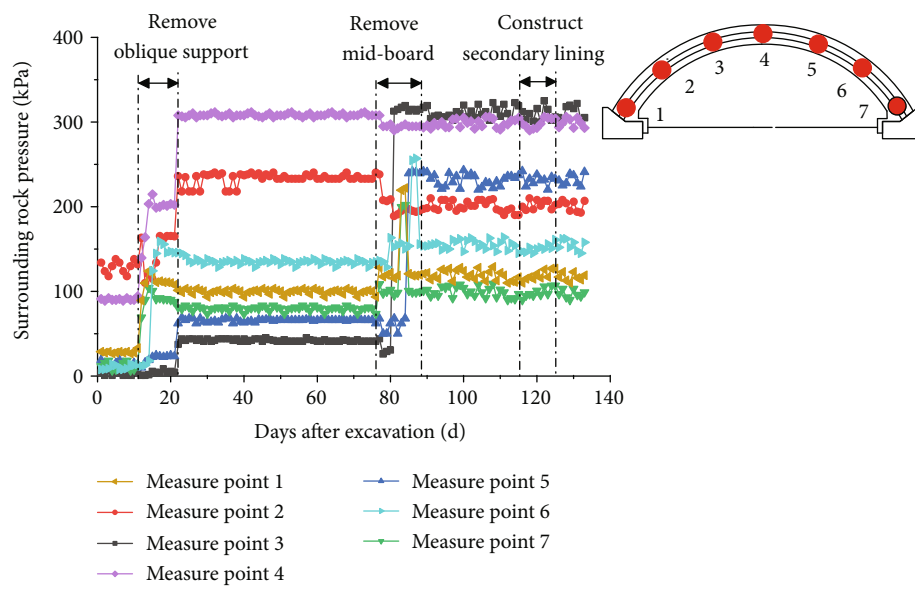 Remove
oblique support
Remove
mid-board
Construct
secondary lining
400
300
200
100
0
Surrounding rock pressure (kPa)
0
20
40
60
80
100
120
140
Days after excavation (d)
1
2
3
4
5
6
7
Measure point 1
Measure point 2
Measure point 3
Measure point 4
Measure point 5
Measure point 6
Measure point 7